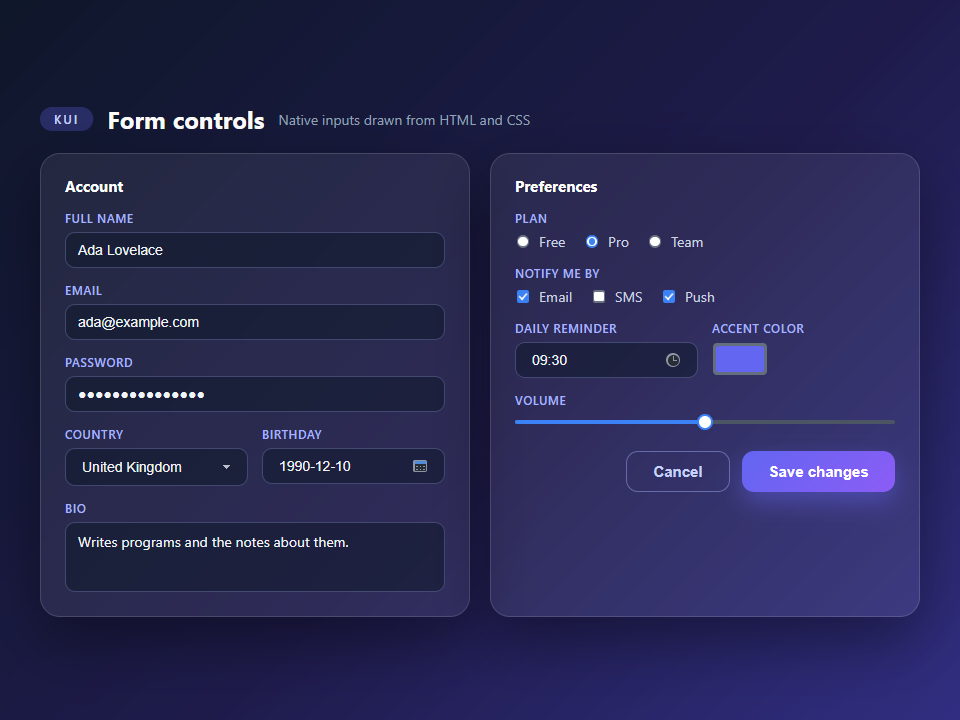 KUI Form controls Native inputs drawn from HTML and CSS
Account
FULL NAME
Ada Lovelace
EMAIL
ada@example.com
PASSWORD
●●●●●●●●●●●●●●●
COUNTRY BIRTHDAY
United Kingdom 1990-12-10
BIO
Writes programs and the notes about them.
Preferences
PLAN
Free Pro Team
NOTIFY ME BY
Email SMS Push
DAILY REMINDER ACCENT COLOR
09:30
VOLUME
Cancel Save changes